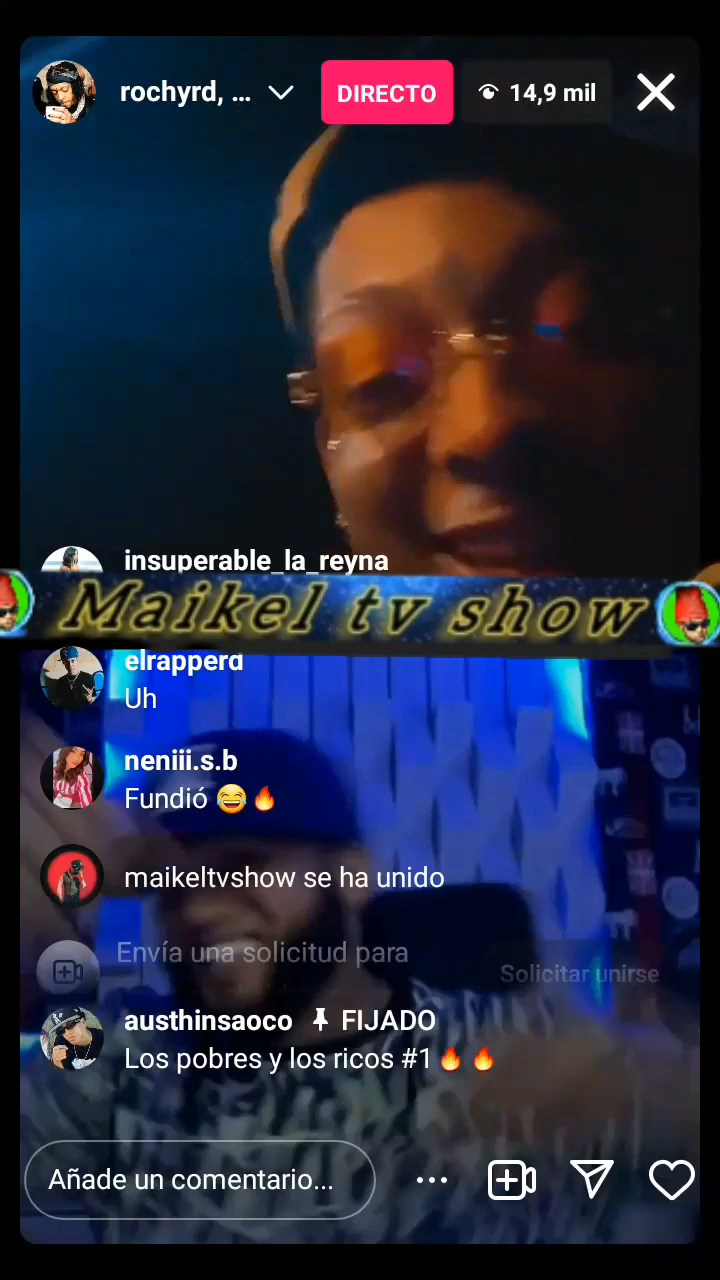 rochyrd, ...
DIRECTO
14,9 mil
insuperable_la_reyna
Maikel tv show
elrapperd
Uh
neniii.s.b
Fundió 😂🔥
maikeltvshow se ha unido
Envía una solicitud para
Solicitar unirse
austhinsaoco 📌 FIJADO
Los pobres y los ricos #1🔥🔥
Añade un comentario...